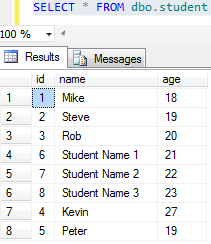 SELECT * FROM dbo.student
100 %
Results Messages
id name age
1 1 Mike 18
2 2 Steve 19
3 3 Rob 20
4 6 Student Name 1 21
5 7 Student Name 2 22
6 8 Student Name 3 23
7 4 Kevin 27
8 5 Peter 19